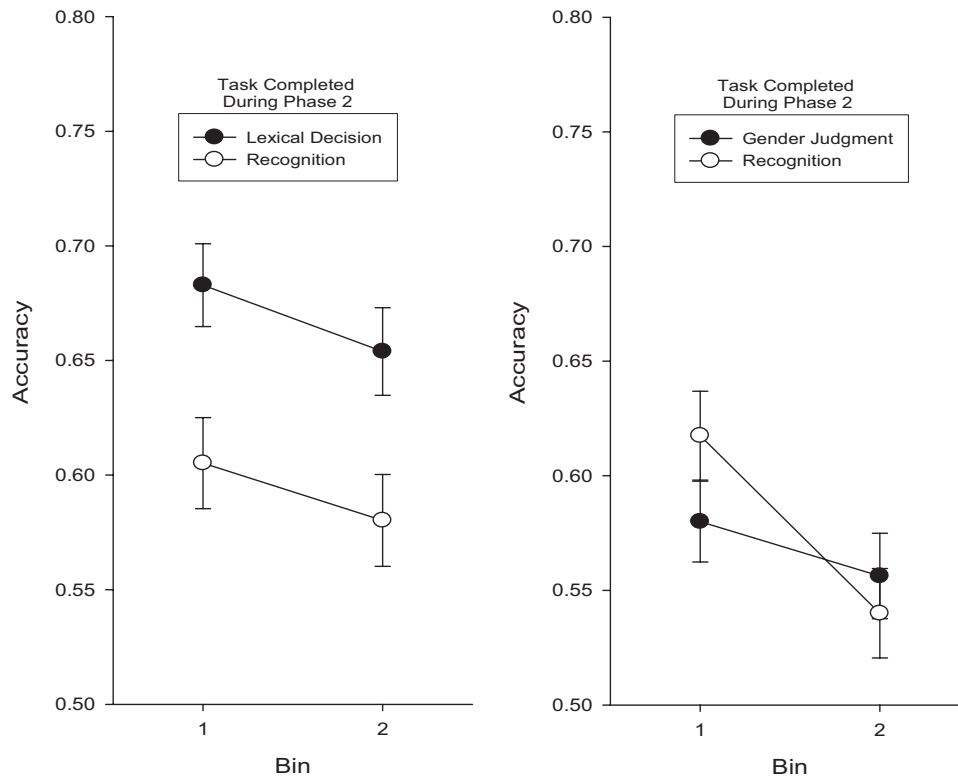 0.80
0.75
0.70
0.65
0.60
0.55
0.50
Accuracy
Task Completed
During Phase 2
Lexical Decision
Recognition
1
2
Bin
0.80
0.75
0.70
0.65
0.60
0.55
0.50
Accuracy
Task Completed
During Phase 2
Gender Judgment
Recognition
1
2
Bin